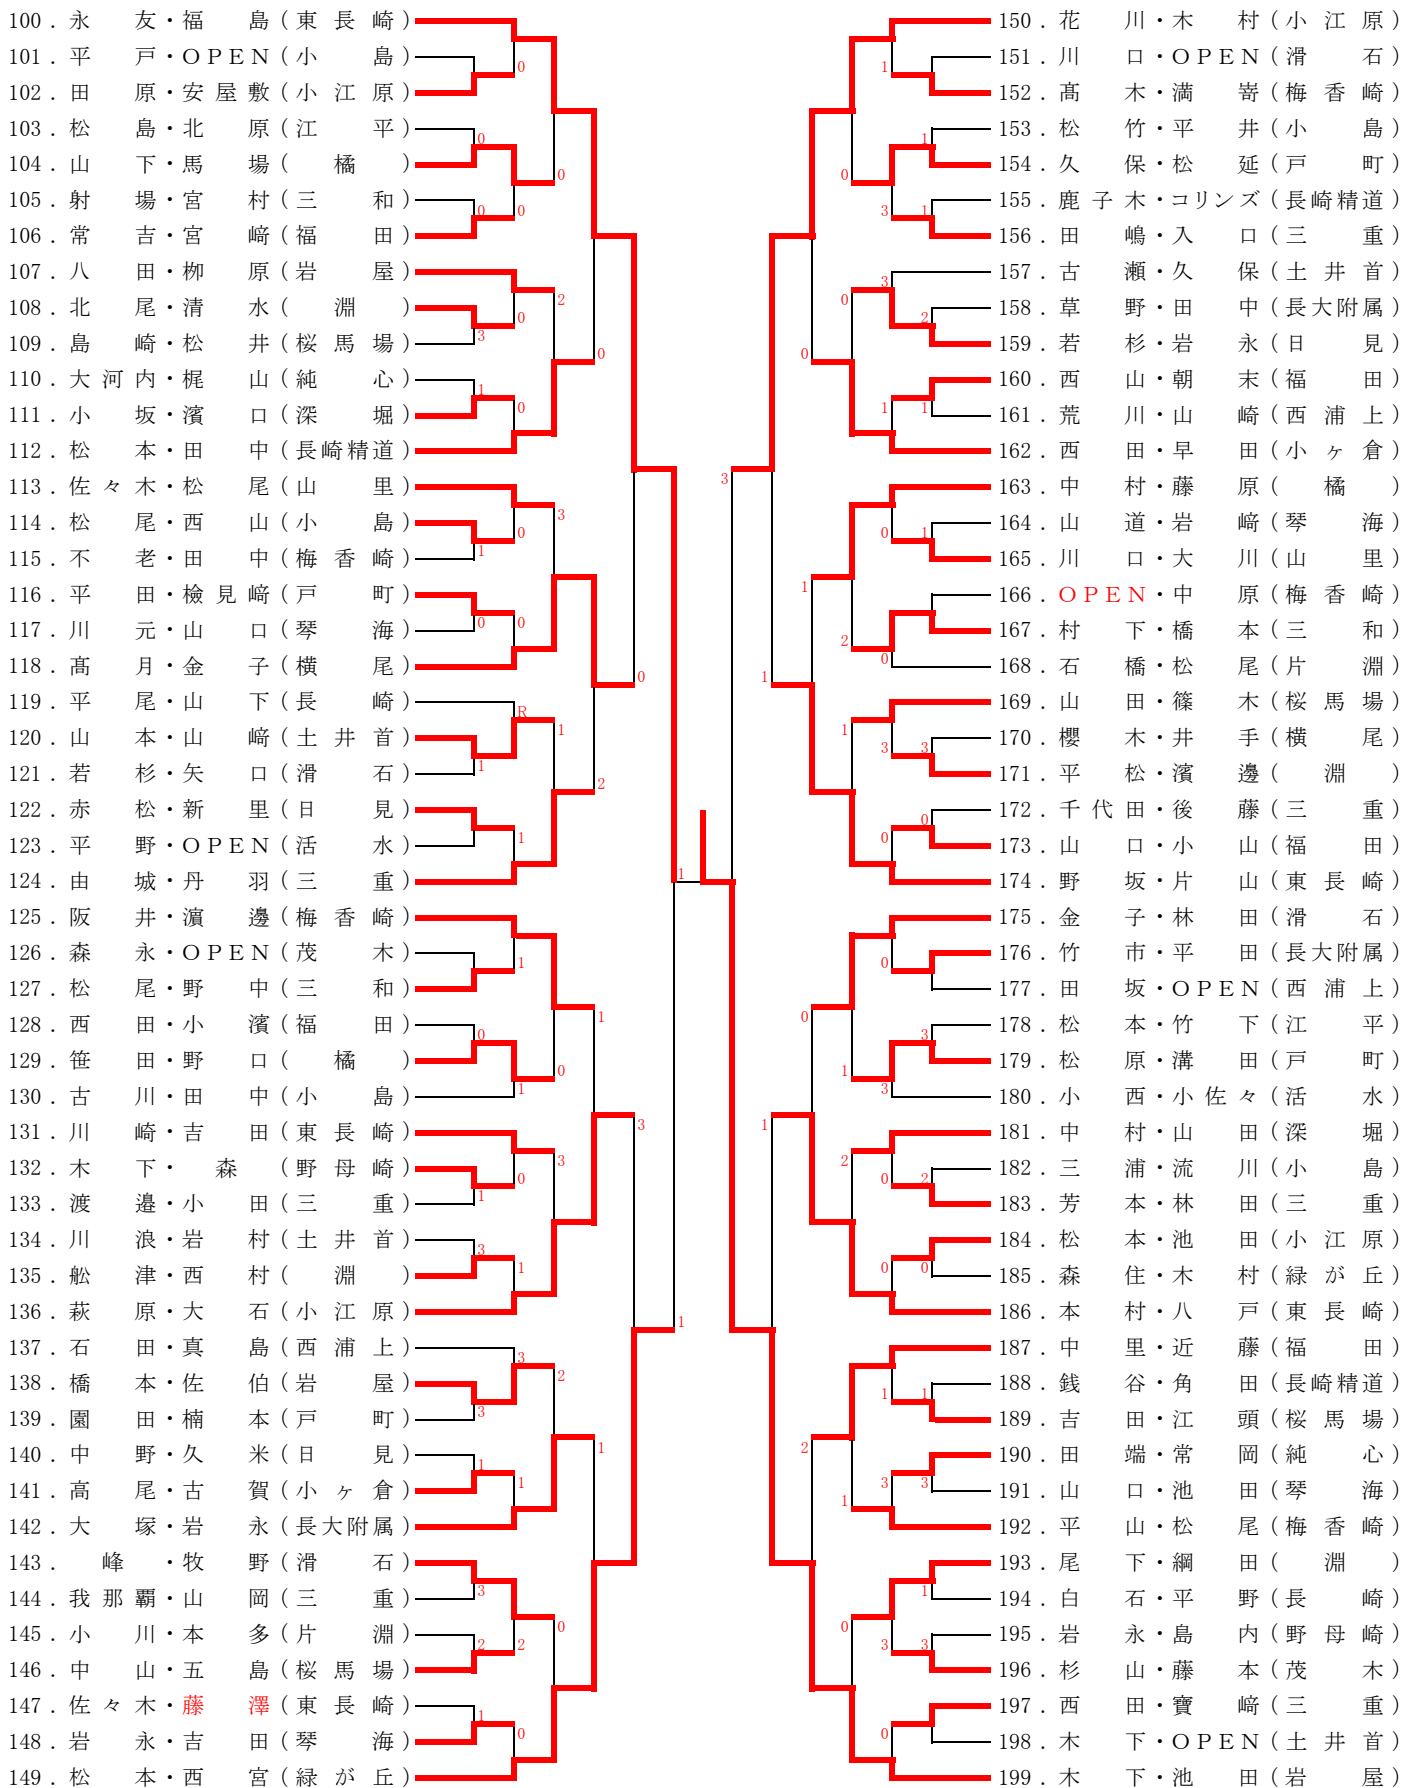 100．永　友・福　島（東長崎）
101．平　戸・OPEN（小　島）
102．田　原・安屋敷（小江原）
103．松　島・北　原（江　平）
104．山　下・馬　場（　橘　）
105．射　場・宮　村（三　和）
106．常　吉・宮　﨑（福　田）
107．八　田・栁　原（岩　屋）
108．北　尾・清　水（　淵　）
109．島　崎・松　井（桜馬場）
110．大河内・梶　山（純　心）
111．小　坂・濱　口（深　堀）
112．松　本・田　中（長崎精道）
113．佐々木・松　尾（山　里）
114．松　尾・西　山（小　島）
115．不　老・田　中（梅香崎）
116．平　田・檢見﨑（戸　町）
117．川　元・山　口（琴　海）
118．髙　月・金　子（横　尾）
119．平　尾・山　下（長　崎）
120．山　本・山　﨑（土井首）
121．若　杉・矢　口（滑　石）
122．赤　松・新　里（日　見）
123．平　野・OPEN（活　水）
124．由　城・丹　羽（三　重）
125．阪　井・濵　邊（梅香崎）
126．森　永・OPEN（茂　木）
127．松　尾・野　中（三　和）
128．西　田・小　濱（福　田）
129．笹　田・野　口（　橘　）
130．古　川・田　中（小　島）
131．川　崎・吉　田（東長崎）
132．木　下・　森　（野母崎）
133．渡　邉・小　田（三　重）
134．川　浪・岩　村（土井首）
135．舩　津・西　村（　淵　）
136．萩　原・大　石（小江原）
137．石　田・真　島（西浦上）
138．橋　本・佐　伯（岩　屋）
139．園　田・楠　本（戸　町）
140．中　野・久　米（日　見）
141．高　尾・古　賀（小ヶ倉）
142．大　塚・岩　永（長大附属）
143．　峰　・牧　野（滑　石）
144．我那覇・山　岡（三　重）
145．小　川・本　多（片　淵）
146．中　山・五　島（桜馬場）
147．佐々木・藤　澤（東長崎）
148．岩　永・吉　田（琴　海）
149．松　本・西　宮（緑が丘）
150．花　川・木　村（小江原）
151．川　口・OPEN（滑　石）
152．髙　木・満　嵜（梅香崎）
153．松　竹・平　井（小　島）
154．久　保・松　延（戸　町）
155．鹿子木・コリンズ（長崎精道）
156．田　嶋・入　口（三　重）
157．古　瀬・久　保（土井首）
158．草　野・田　中（長大附属）
159．若　杉・岩　永（日　見）
160．西　山・朝　末（福　田）
161．荒　川・山　崎（西浦上）
162．西　田・早　田（小ヶ倉）
163．中　村・藤　原（　橘　）
164．山　道・岩　﨑（琴　海）
165．川　口・大　川（山　里）
166．OPEN・中　原（梅香崎）
167．村　下・橋　本（三　和）
168．石　橋・松　尾（片　淵）
169．山　田・篠　木（桜馬場）
170．櫻　木・井　手（横　尾）
171．平　松・濱　邊（　淵　）
172．千代田・後　藤（三　重）
173．山　口・小　山（福　田）
174．野　坂・片　山（東長崎）
175．金　子・林　田（滑　石）
176．竹　市・平　田（長大附属）
177．田　坂・OPEN（西浦上）
178．松　本・竹　下（江　平）
179．松　原・溝　田（戸　町）
180．小　西・小佐々（活　水）
181．中　村・山　田（深　堀）
182．三　浦・流　川（小　島）
183．芳　本・林　田（三　重）
184．松　本・池　田（小江原）
185．森　住・木　村（緑が丘）
186．本　村・八　戸（東長崎）
187．中　里・近　藤（福　田）
188．銭　谷・角　田（長崎精道）
189．吉　田・江　頭（桜馬場）
190．田　端・常　岡（純　心）
191．山　口・池　田（琴　海）
192．平　山・松　尾（梅香崎）
193．尾　下・綱　田（　淵　）
194．白　石・平　野（長　崎）
195．岩　永・島　内（野母崎）
196．杉　山・藤　本（茂　木）
197．西　田・寶　﨑（三　重）
198．木　下・OPEN（土井首）
199．木　下・池　田（岩　屋）